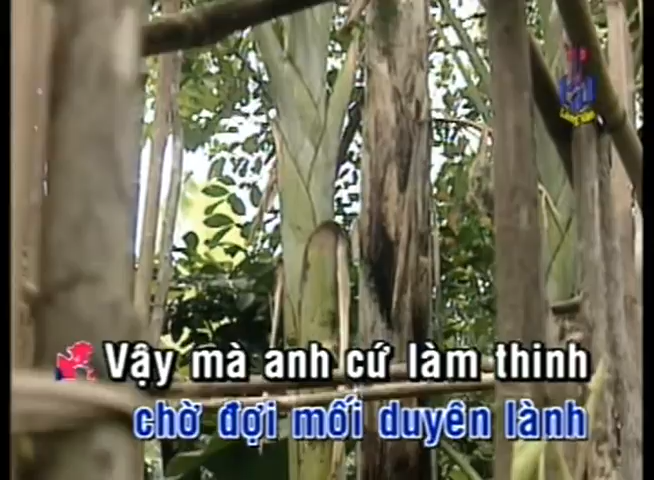 Vậy mà anh cứ làm thinh
chờ đợi mối duyên lành